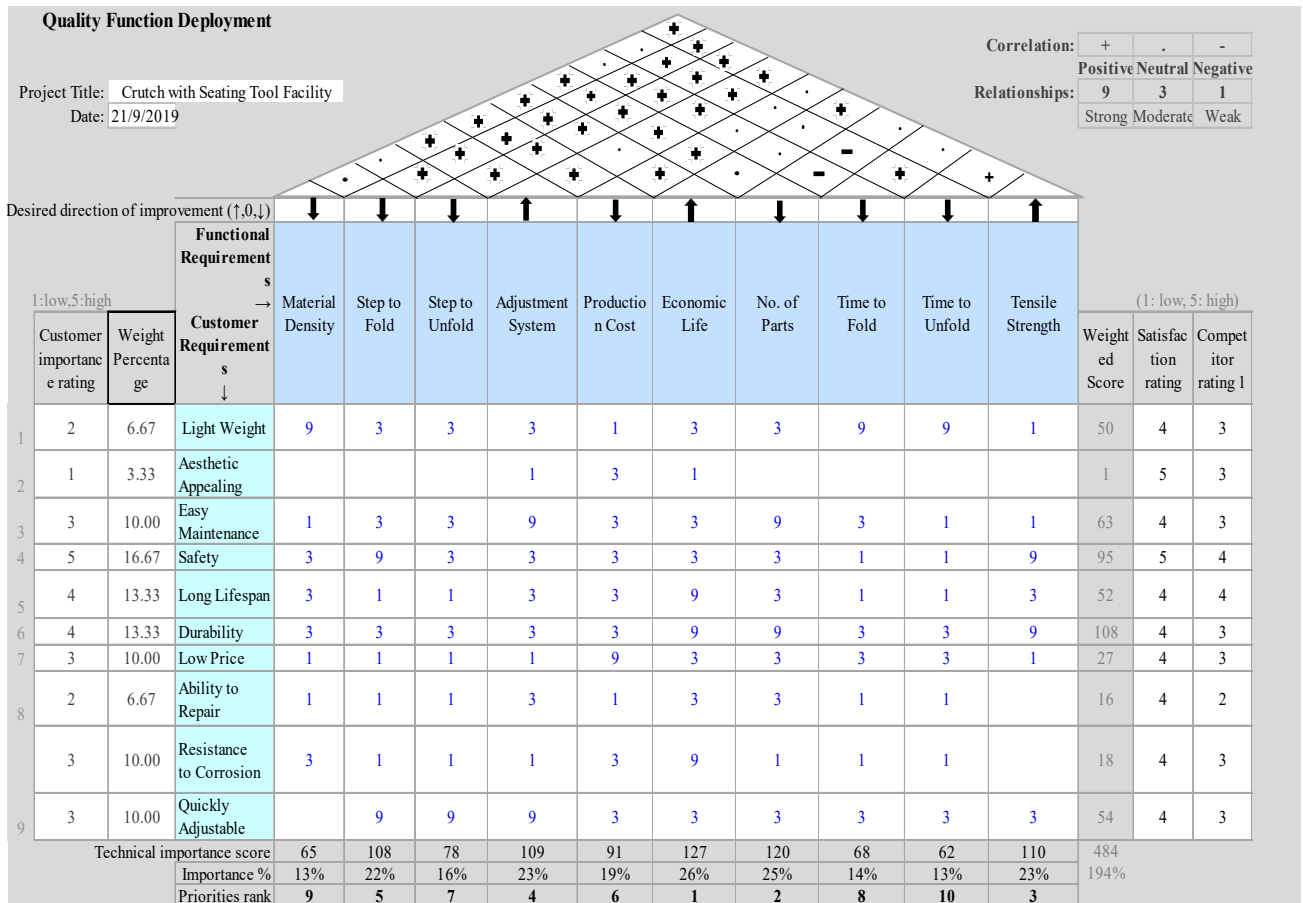 Quality Function Deployment
Correlation: + . -
Positive Neutral Negative
Project Title: Crutch with Seating Tool Facility
Relationships: 9 3 1
Date: 21/9/2019
Strong Moderate Weak
Desired direction of improvement (↑,0,↓)
Functional
Requirement
s
→
1:low,5:high
(1: low, 5: high)
Customer
importanc
e rating
Weight
Percenta
ge
Customer
Requirement
s
↓
Material
Density
Step to
Fold
Step to
Unfold
Adjustment
System
Productio
n Cost
Economic
Life
No. of
Parts
Time to
Fold
Time to
Unfold
Tensile
Strength
Weight
ed
Score
Satisfac
tion
rating
Compet
itor
rating 1
1 2 6.67 Light Weight 9 3 3 3 1 3 3 9 9 1 50 4 3
2 1 3.33 Aesthetic
Appealing 1 3 1 1 5 3
3 3 10.00 Easy
Maintenance 1 3 3 9 3 3 9 3 1 1 63 4 3
4 5 16.67 Safety 3 9 3 3 3 3 3 1 1 9 95 5 4
5 4 13.33 Long Lifespan 3 1 1 3 3 9 3 1 1 3 52 4 4
6 4 13.33 Durability 3 3 3 3 3 9 9 3 3 9 108 4 3
7 3 10.00 Low Price 1 1 1 1 9 3 3 3 3 1 27 4 3
8 2 6.67 Ability to
Repair 1 1 1 3 1 3 3 1 1 16 4 2
3 10.00 Resistance
to Corrosion 3 1 1 1 3 9 1 1 1 18 4 3
9 3 10.00 Quickly
Adjustable 9 9 9 3 3 3 3 3 3 54 4 3
Technical importance score 65 108 78 109 91 127 120 68 62 110 484
Importance % 13% 22% 16% 23% 19% 26% 25% 14% 13% 23% 194%
Priorities rank 9 5 7 4 6 1 2 8 10 3